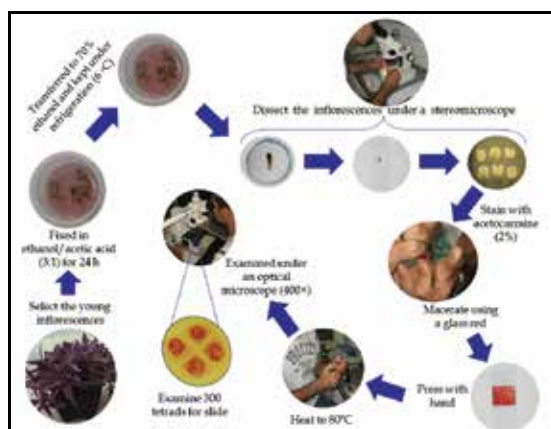 Select the young
inflorescences
Fixed in
ethanol/acetic acid
(3:1) for 24h
Transferred to 70%
ethanol and kept under
refrigeration (6 °C)
Dissect the inflorescences under a stereomicroscope
Stain with
acetocarmine
(2%)
Macerate using
a glass rod
Press with
hand
Heat to 80°C
Examined under
an optical
microscope (400×)
Examine 300
tetrads for slide